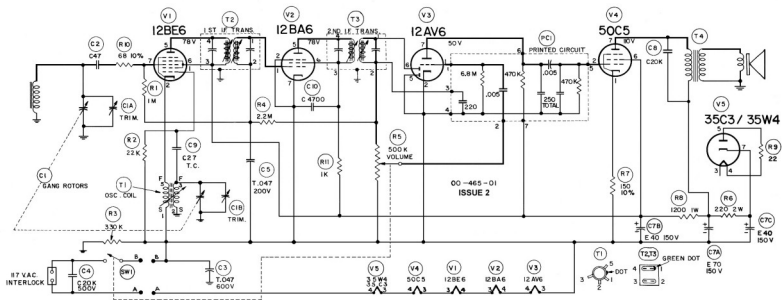 V1
12BE6
78V
T2
1ST I.F. TRANS.
V2
12BA6
78V
T3
2ND I.F. TRANS.
V3
12AV6
50V
PC1
PRINTED CIRCUIT
V4
50C5
T4
C2
C47
R10
68 10%
R1
1M
C1A
TRIM.
R2
22K
C9
C27
T.C.
T1
OSC. COIL
C1
GANG ROTORS
C1B
TRIM.
R3
330K
R4
2.2M
C5
T.047
200V
C10
C 4700
R11
1K
R5
500K
VOLUME
6.8M
.005
220
470K
.005
250
TOTAL
470K
C8
C20K
V5
35C3/35W4
R9
22
R7
150
10%
R8
1200 1W
R6
220 2W
C7B
E 40 150V
C7A
E 70
150V
C7C
E 40
150V
00-465-01
ISSUE 2
117 V.A.C.
INTERLOCK
C4
C20K
500V
SW1
C3
T.047
600V
V5
35W4
35C3
V4
50C5
V1
12BE6
V2
12BA6
V3
12AV6
T1
DOT
T2,T3
GREEN DOT